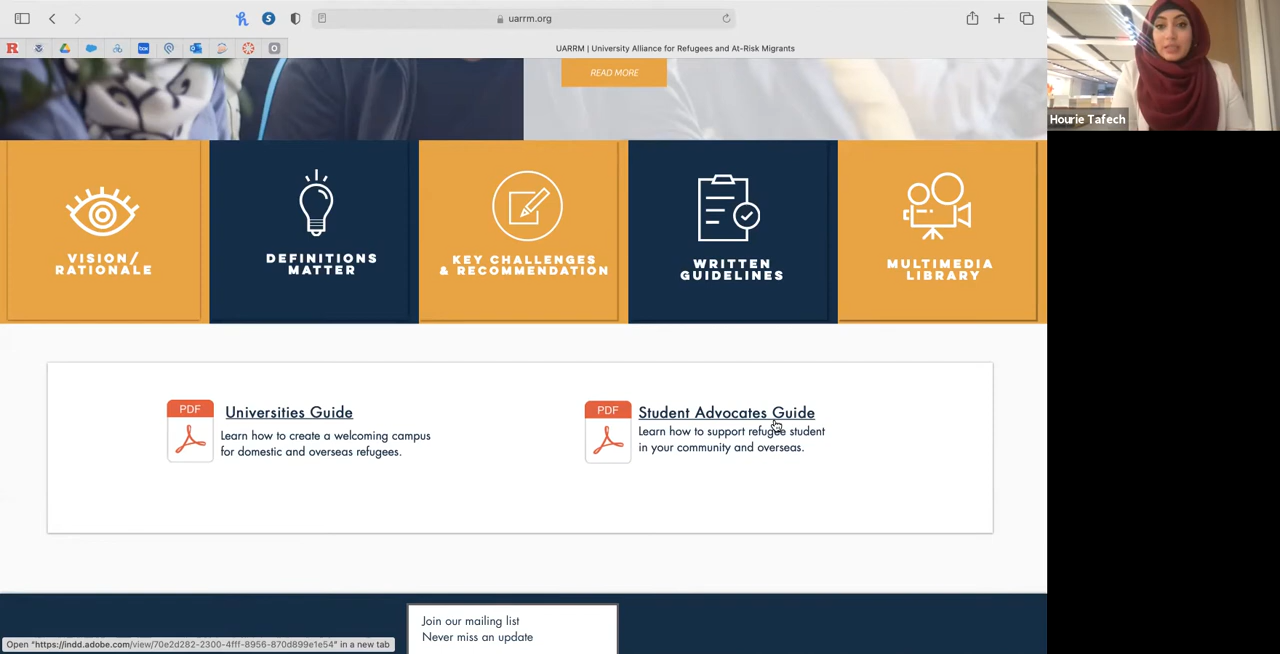 uarrm.org
R
S
box
UARRM | University Alliance for Refugees and At-Risk Migrants
READ MORE
Hourie Tafech
VISION/
RATIONALE
DEFINITIONS
MATTER
KEY CHALLENGES
& RECOMMENDATION
WRITTEN
GUIDELINES
MULTIMEDIA
LIBRARY
PDF
Universities Guide
Learn how to create a welcoming campus
for domestic and overseas refugees.
PDF
Student Advocates Guide
Learn how to support refugee student
in your community and overseas.
Join our mailing list
Never miss an update
Open "https://indd.adobe.com/view/70e2d282-2300-4fff-8956-870d899e1e54" in a new tab